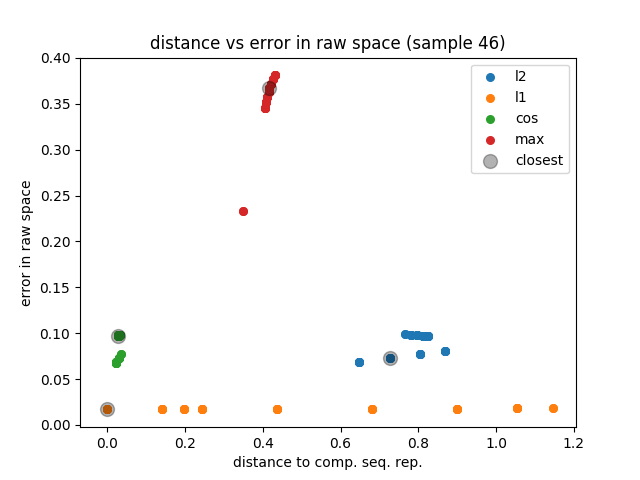 distance vs error in raw space (sample 46)
0.40
0.35
0.30
0.25
0.20
0.15
0.10
0.05
0.00
error in raw space
l2
l1
cos
max
closest
0.0 0.2 0.4 0.6 0.8 1.0 1.2
distance to comp. seq. rep.